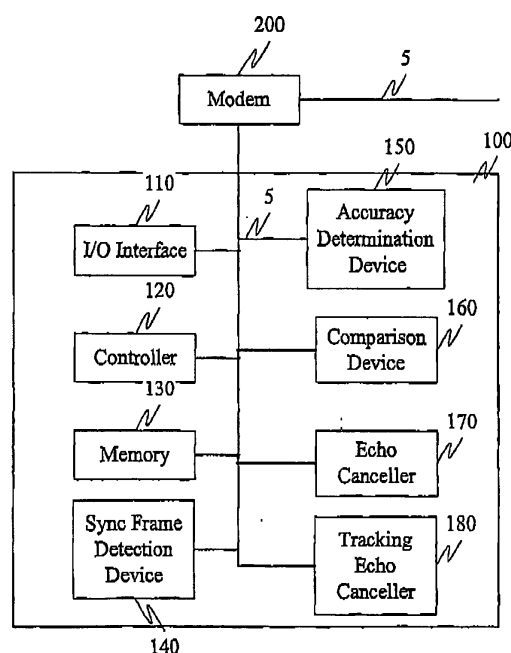 200
5
Modem
100
110
150
I/O Interface
5
Accuracy
Determination
Device
120
160
Controller
Comparison
Device
130
170
Memory
Echo
Canceller
180
Sync Frame
Detection
Device
Tracking
Echo
Canceller
140